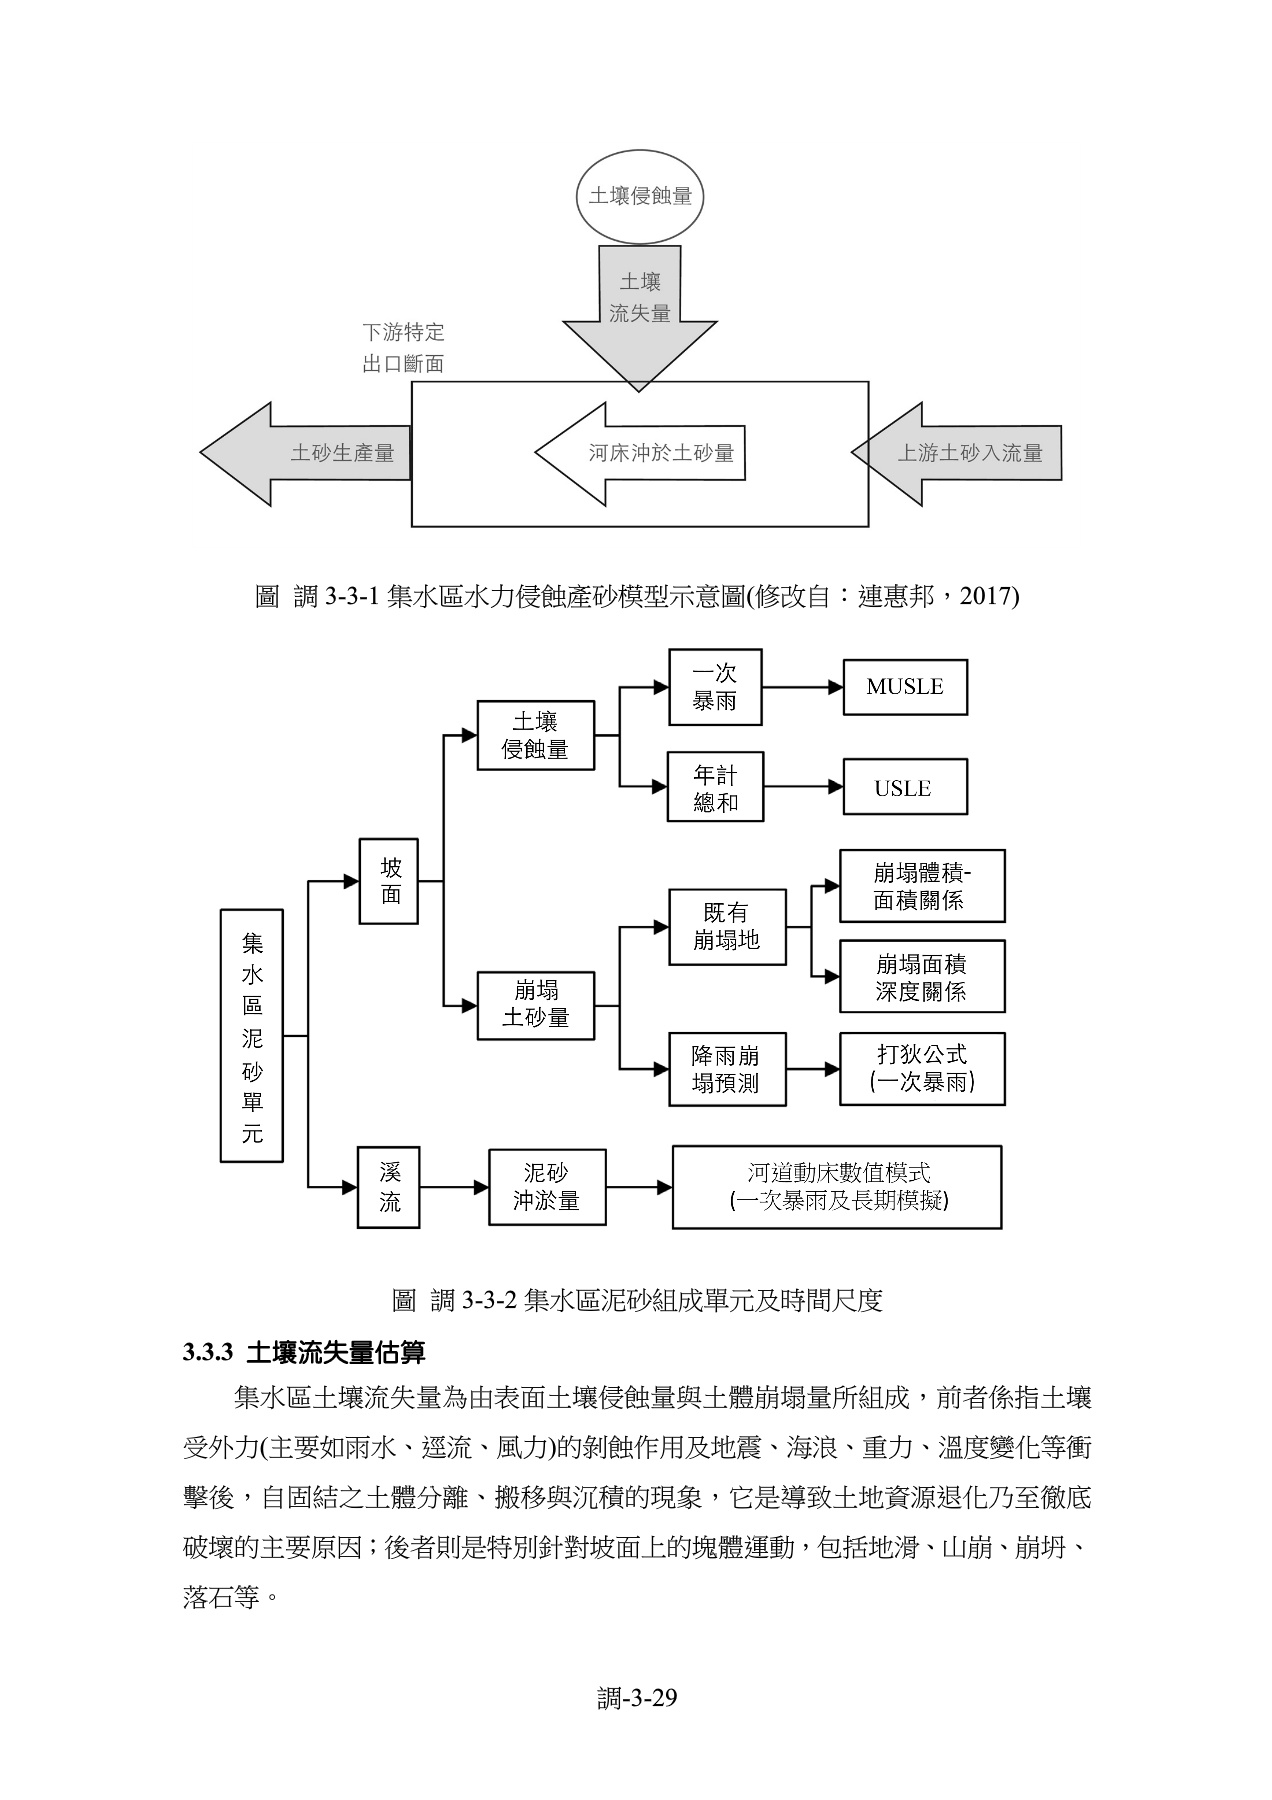 土壤侵蝕量
土壤
流失量
下游特定
出口斷面
土砂生產量
河床沖於土砂量
上游土砂入流量
圖 調 3-3-1 集水區水力侵蝕產砂模型示意圖(修改自：連惠邦，2017)
一次
暴雨
MUSLE
土壤
侵蝕量
年計
總和
USLE
坡
面
崩塌體積-
面積關係
既有
崩塌地
集
水
區
泥
砂
單
元
崩塌面積
深度關係
崩塌
土砂量
降雨崩
塌預測
打狄公式
(一次暴雨)
溪
流
泥砂
沖淤量
河道動床數值模式
(一次暴雨及長期模擬)
圖 調 3-3-2 集水區泥砂組成單元及時間尺度
3.3.3 土壤流失量估算
集水區土壤流失量為由表面土壤侵蝕量與土體崩塌量所組成，前者係指土壤
受外力(主要如雨水、逕流、風力)的剝蝕作用及地震、海浪、重力、溫度變化等衝
擊後，自固結之土體分離、搬移與沉積的現象，它是導致土地資源退化乃至徹底
破壞的主要原因；後者則是特別針對坡面上的塊體運動，包括地滑、山崩、崩坍、
落石等。
調-3-29